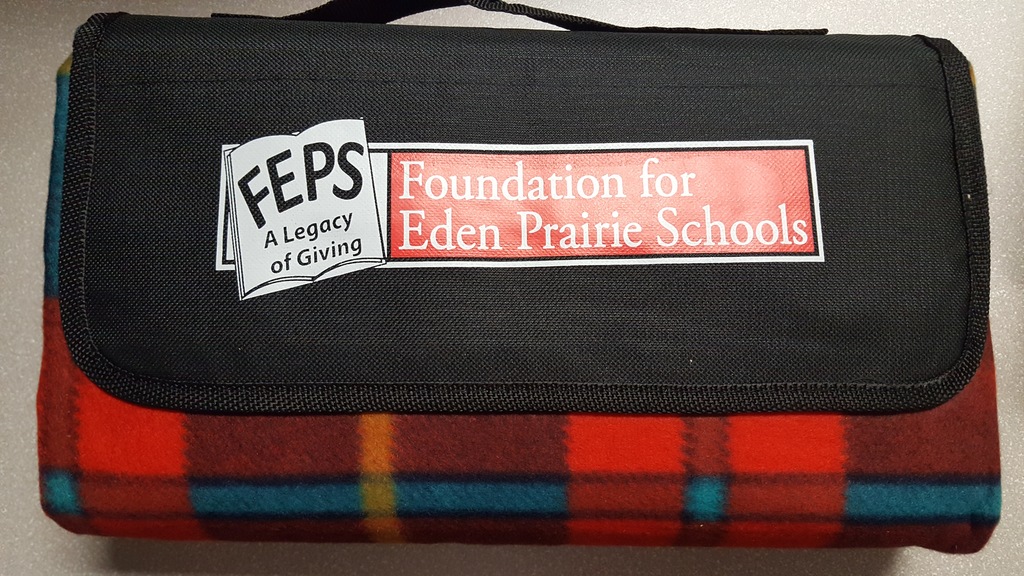 FEPS
A Legacy
of Giving
Foundation for
Eden Prairie Schools